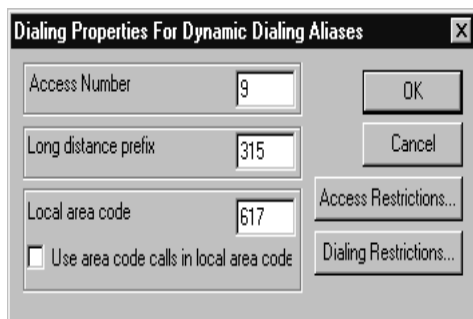 Dialing Properties For Dynamic Dialing Aliases
Access Number 9
Long distance prefix 315
Local area code 617
Use area code calls in local area code
OK
Cancel
Access Restrictions...
Dialing Restrictions...